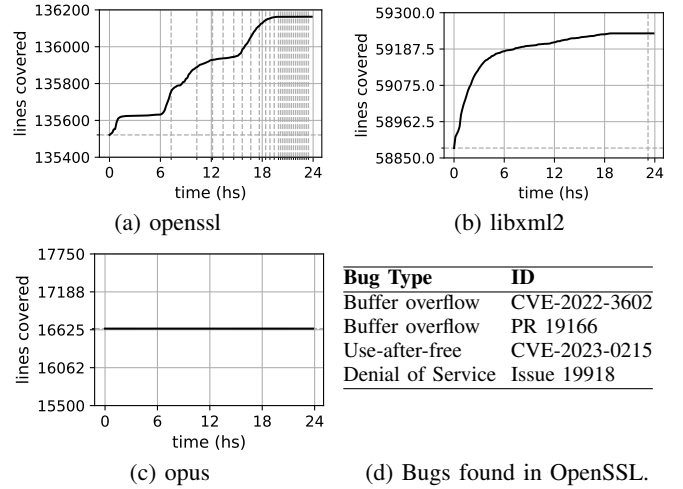 136200
136000
135800
135600
135400
lines covered
0 6 12 18 24
time (hs)
(a) openssl
59300.0
59187.5
59075.0
58962.5
58850.0
lines covered
0 6 12 18 24
time (hs)
(b) libxml2
17750
17188
16625
16062
15500
lines covered
0 6 12 18 24
time (hs)
(c) opus
Bug Type ID
Buffer overflow CVE-2022-3602
Buffer overflow PR 19166
Use-after-free CVE-2023-0215
Denial of Service Issue 19918
(d) Bugs found in OpenSSL.